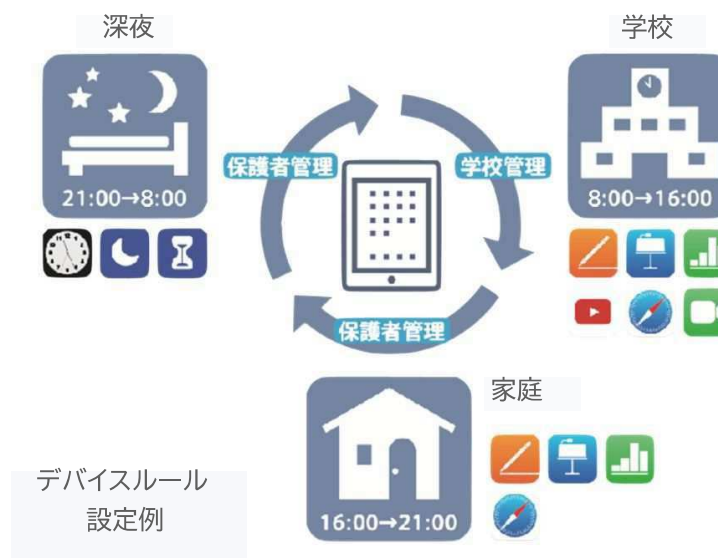 深夜
学校
21:00→8:00
8:00→16:00
保護者管理
学校管理
保護者管理
家庭
16:00→21:00
デバイスルール
設定例